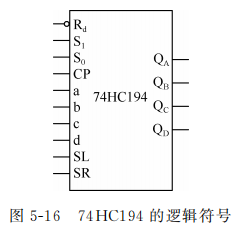 Rd
S1
S0
CP
a
b
c
d
SL
SR
74HC194
QA
QB
QC
QD
图 5-16 74HC194 的逻辑符号